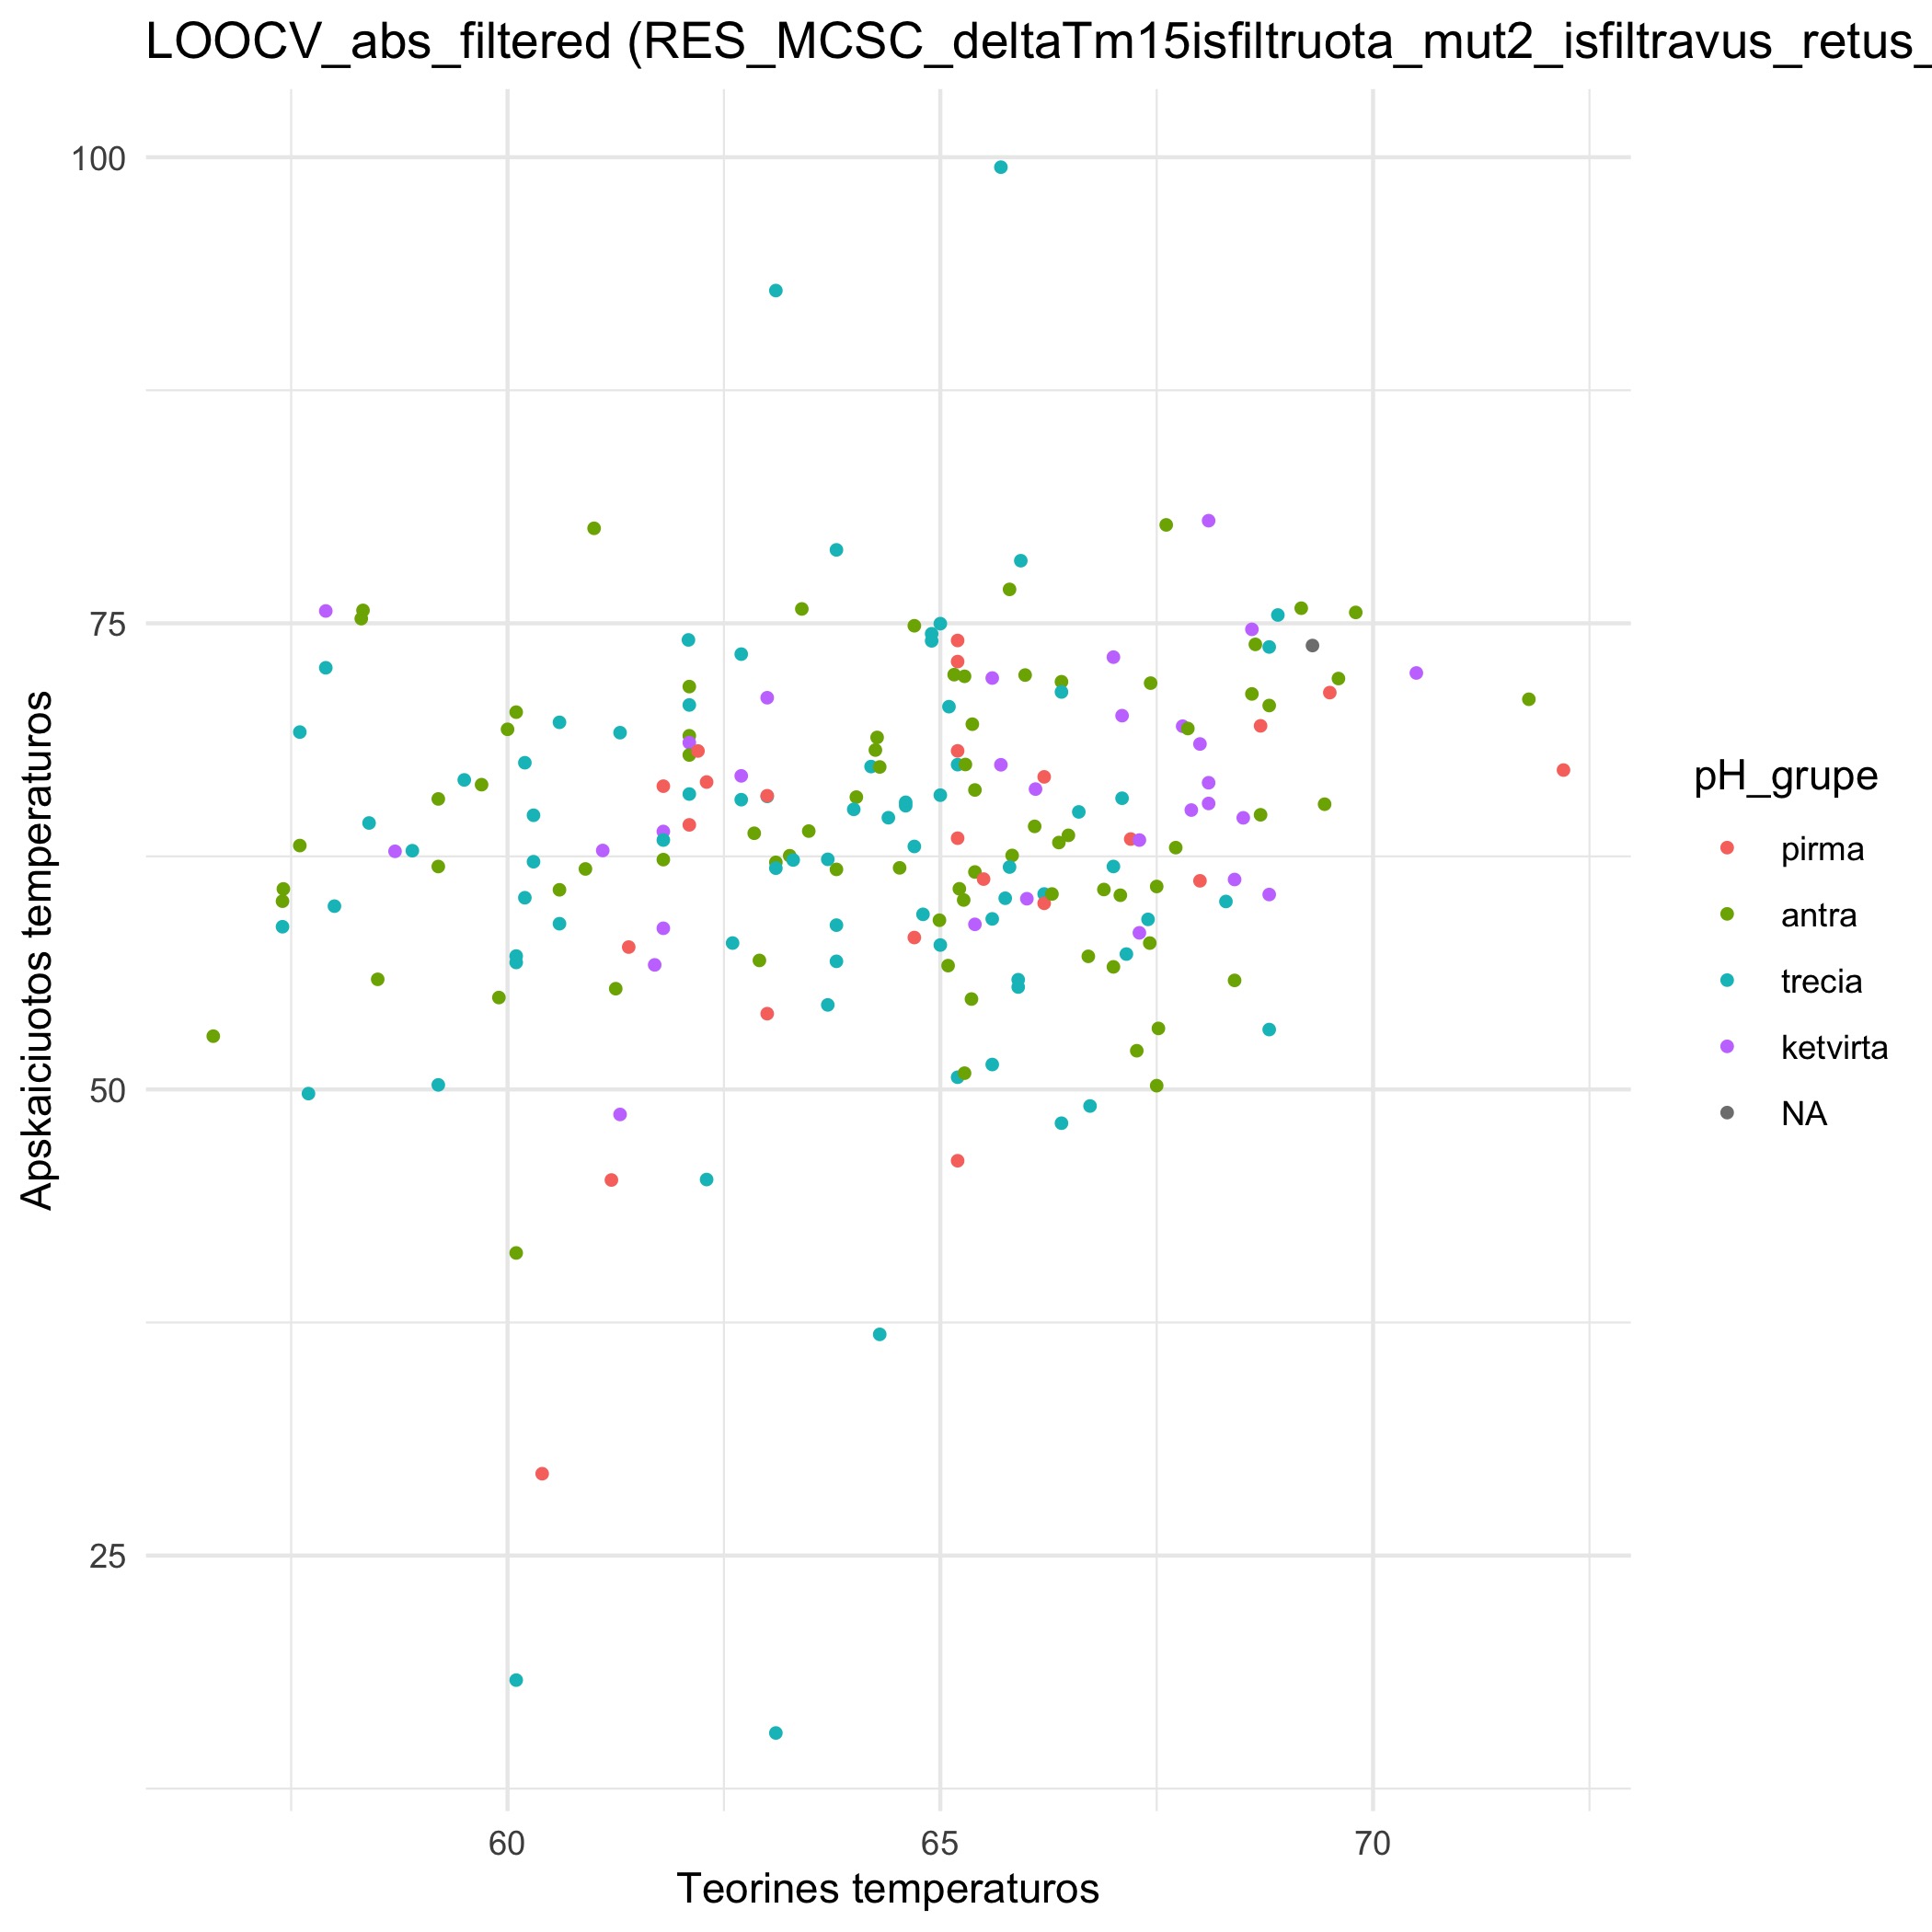 LOOCV_abs_filtered (RES_MCSC_deltaTm15isfiltruota_mut2_isfiltravus_retus_
100
75
50
25
Apskaiciuotos temperaturos
60
65
70
Teorines temperaturos
pH_grupe
pirma
antra
trecia
ketvirta
NA